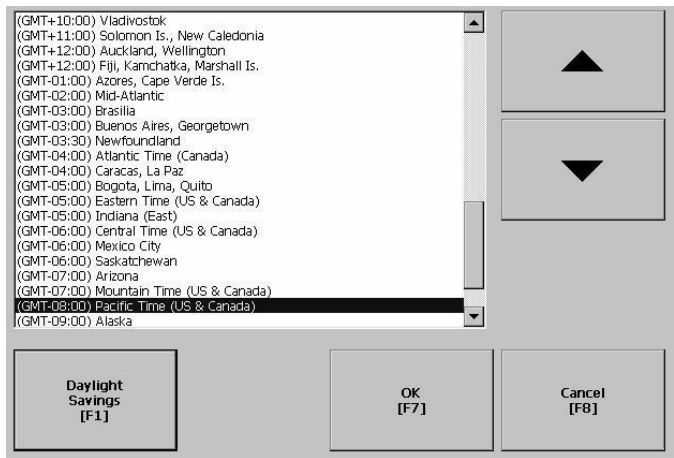 (GMT+10:00) Vladivostok
(GMT+11:00) Solomon Is., New Caledonia
(GMT+12:00) Auckland, Wellington
(GMT+12:00) Fiji, Kamchatka, Marshall Is.
(GMT-01:00) Azores, Cape Verde Is.
(GMT-02:00) Mid-Atlantic
(GMT-03:00) Brasilia
(GMT-03:00) Buenos Aires, Georgetown
(GMT-03:30) Newfoundland
(GMT-04:00) Atlantic Time (Canada)
(GMT-04:00) Caracas, La Paz
(GMT-05:00) Bogota, Lima, Quito
(GMT-05:00) Eastern Time (US & Canada)
(GMT-05:00) Indiana (East)
(GMT-06:00) Central Time (US & Canada)
(GMT-06:00) Mexico City
(GMT-06:00) Saskatchewan
(GMT-07:00) Arizona
(GMT-07:00) Mountain Time (US & Canada)
(GMT-08:00) Pacific Time (US & Canada)
(GMT-09:00) Alaska
Daylight
Savings
[F1]
OK
[F7]
Cancel
[F8]